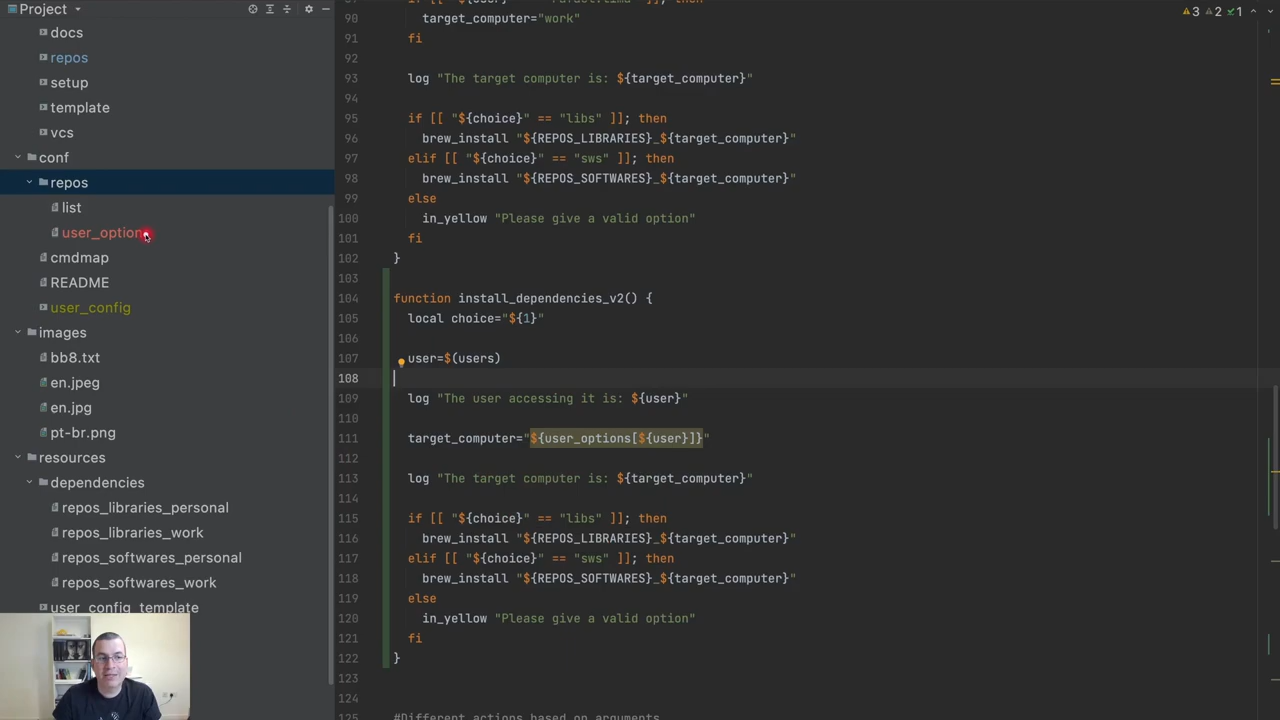 Project
docs
repos
setup
template
vcs
conf
repos
list
user_option
cmdmap
README
user_config
images
bb8.txt
en.jpeg
en.jpg
pt-br.png
resources
dependencies
repos_libraries_personal
repos_libraries_work
repos_softwares_personal
repos_softwares_work
user_config_template
3 2 1
90 target_computer="work"
91 fi
92
93 log "The target computer is: ${target_computer}"
94
95 if [[ "${choice}" == "libs" ]]; then
96 brew_install "${REPOS_LIBRARIES}_${target_computer}"
97 elif [[ "${choice}" == "sws" ]]; then
98 brew_install "${REPOS_SOFTWARES}_${target_computer}"
99 else
100 in_yellow "Please give a valid option"
101 fi
102 }
103
104 function install_dependencies_v2() {
105 local choice="${1}"
106
107 user=$(users)
108
109 log "The user accessing it is: ${user}"
110
111 target_computer="${user_options[${user}]}"
112
113 log "The target computer is: ${target_computer}"
114
115 if [[ "${choice}" == "libs" ]]; then
116 brew_install "${REPOS_LIBRARIES}_${target_computer}"
117 elif [[ "${choice}" == "sws" ]]; then
118 brew_install "${REPOS_SOFTWARES}_${target_computer}"
119 else
120 in_yellow "Please give a valid option"
121 fi
122 }
123
124
125 #Different actions based on arguments